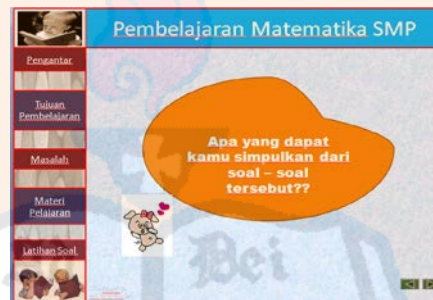 Pembelajaran Matematika SMP
Pengantar
Tujuan
Pembelajaran
Masalah
Materi
Pelajaran
Latihan Soal
Apa yang dapat
kamu simpulkan dari
soal – soal
tersebut??
Dei